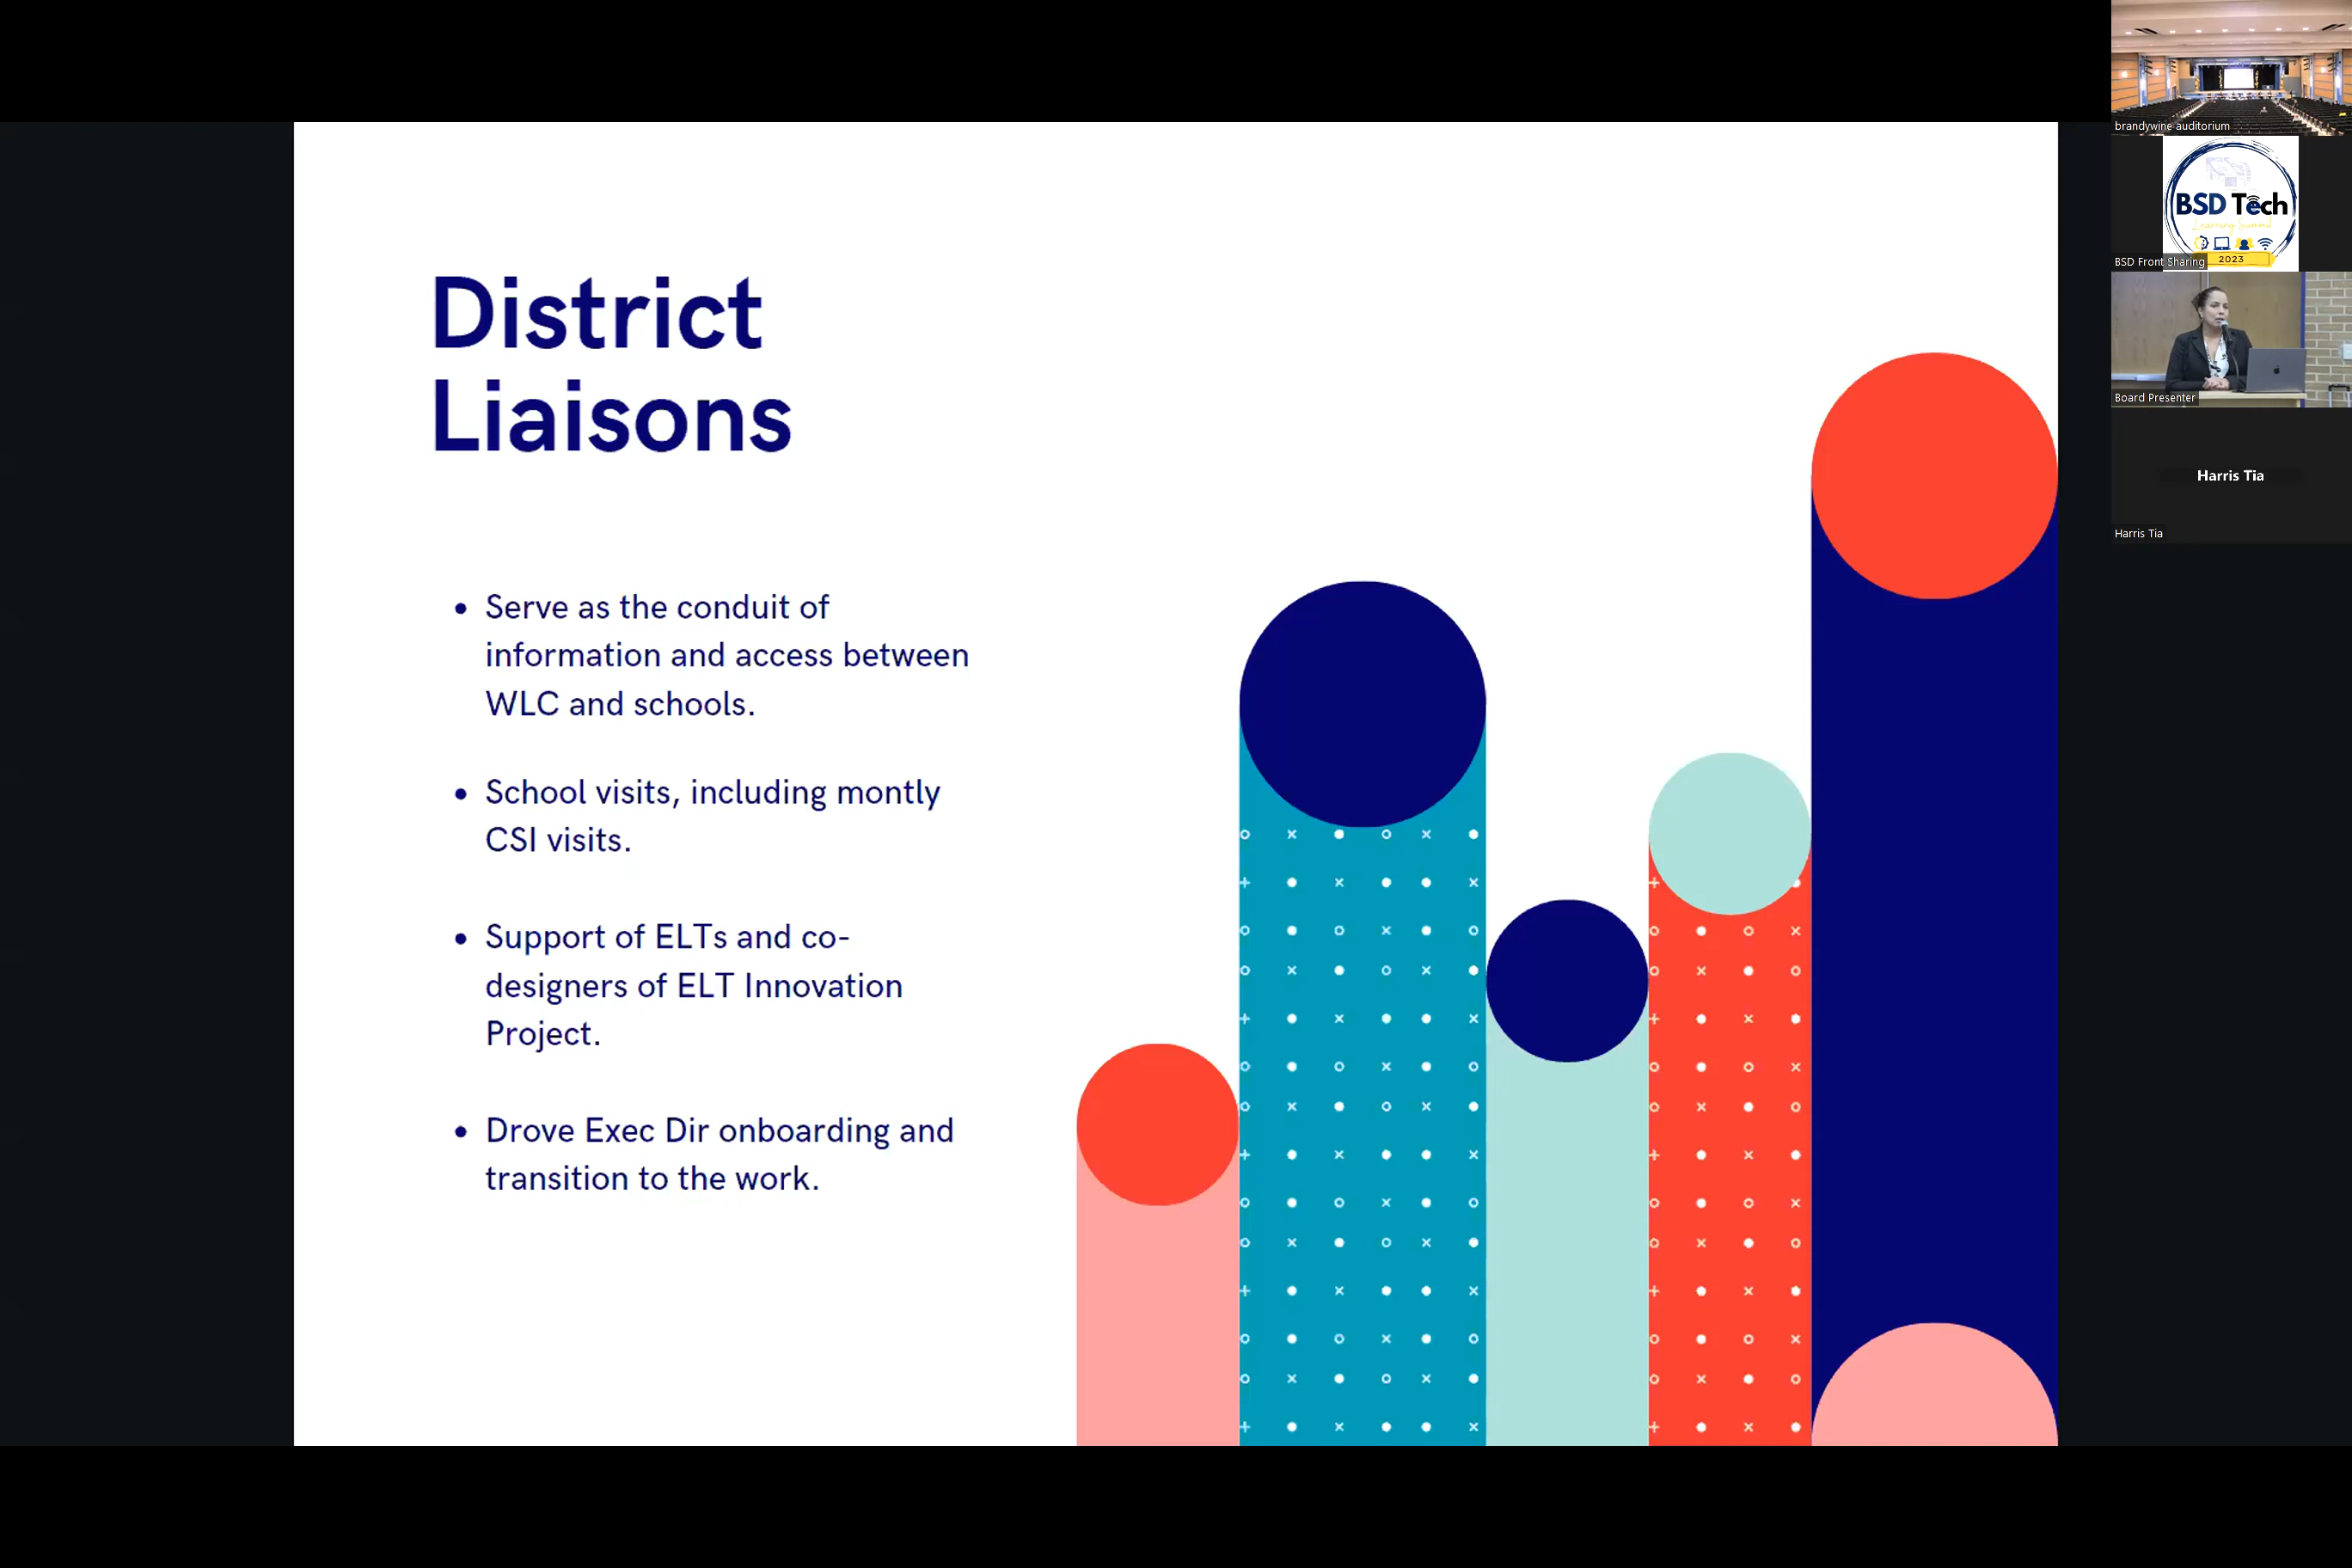 District
Liaisons
Serve as the conduit of
information and access between
WLC and schools.
School visits, including montly
CSI visits.
Support of ELTs and co-
designers of ELT Innovation
Project.
Drove Exec Dir onboarding and
transition to the work.
brandywine auditorium
BSD Tech
Learning Summit
2023
BSD Front Sharing
Board Presenter
Harris Tia
Harris Tia